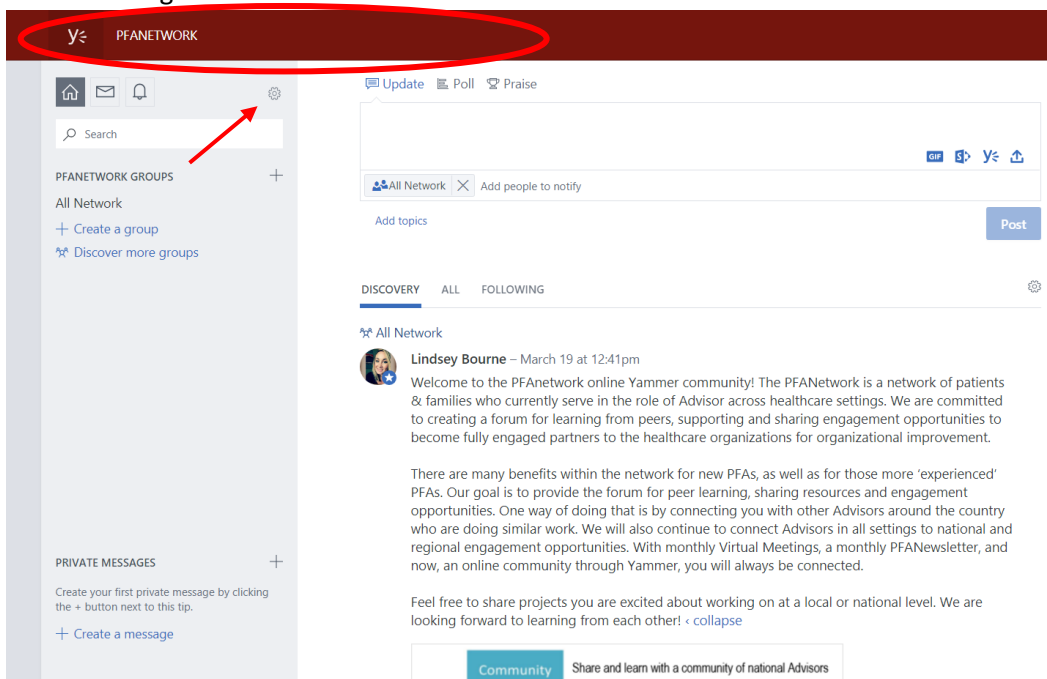 PFANETWORK
Search
PFANETWORK GROUPS
All Network
Create a group
Discover more groups
PRIVATE MESSAGES
Create your first private message by clicking
the + button next to this tip.
Create a message
Update Poll Praise
GIF
All Network Add people to notify
Add topics
Post
DISCOVERY ALL FOLLOWING
All Network
Lindsey Bourne – March 19 at 12:41pm
Welcome to the PFAnetwork online Yammer community! The PFANetwork is a network of patients
& families who currently serve in the role of Advisor across healthcare settings. We are committed
to creating a forum for learning from peers, supporting and sharing engagement opportunities to
become fully engaged partners to the healthcare organizations for organizational improvement.
There are many benefits within the network for new PFAs, as well as for those more ‘experienced’
PFAs. Our goal is to provide the forum for peer learning, sharing resources and engagement
opportunities. One way of doing that is by connecting you with other Advisors around the country
who are doing similar work. We will also continue to connect Advisors in all settings to national and
regional engagement opportunities. With monthly Virtual Meetings, a monthly PFANewsletter, and
now, an online community through Yammer, you will always be connected.
Feel free to share projects you are excited about working on at a local or national level. We are
looking forward to learning from each other! ‹ collapse
Community Share and learn with a community of national Advisors